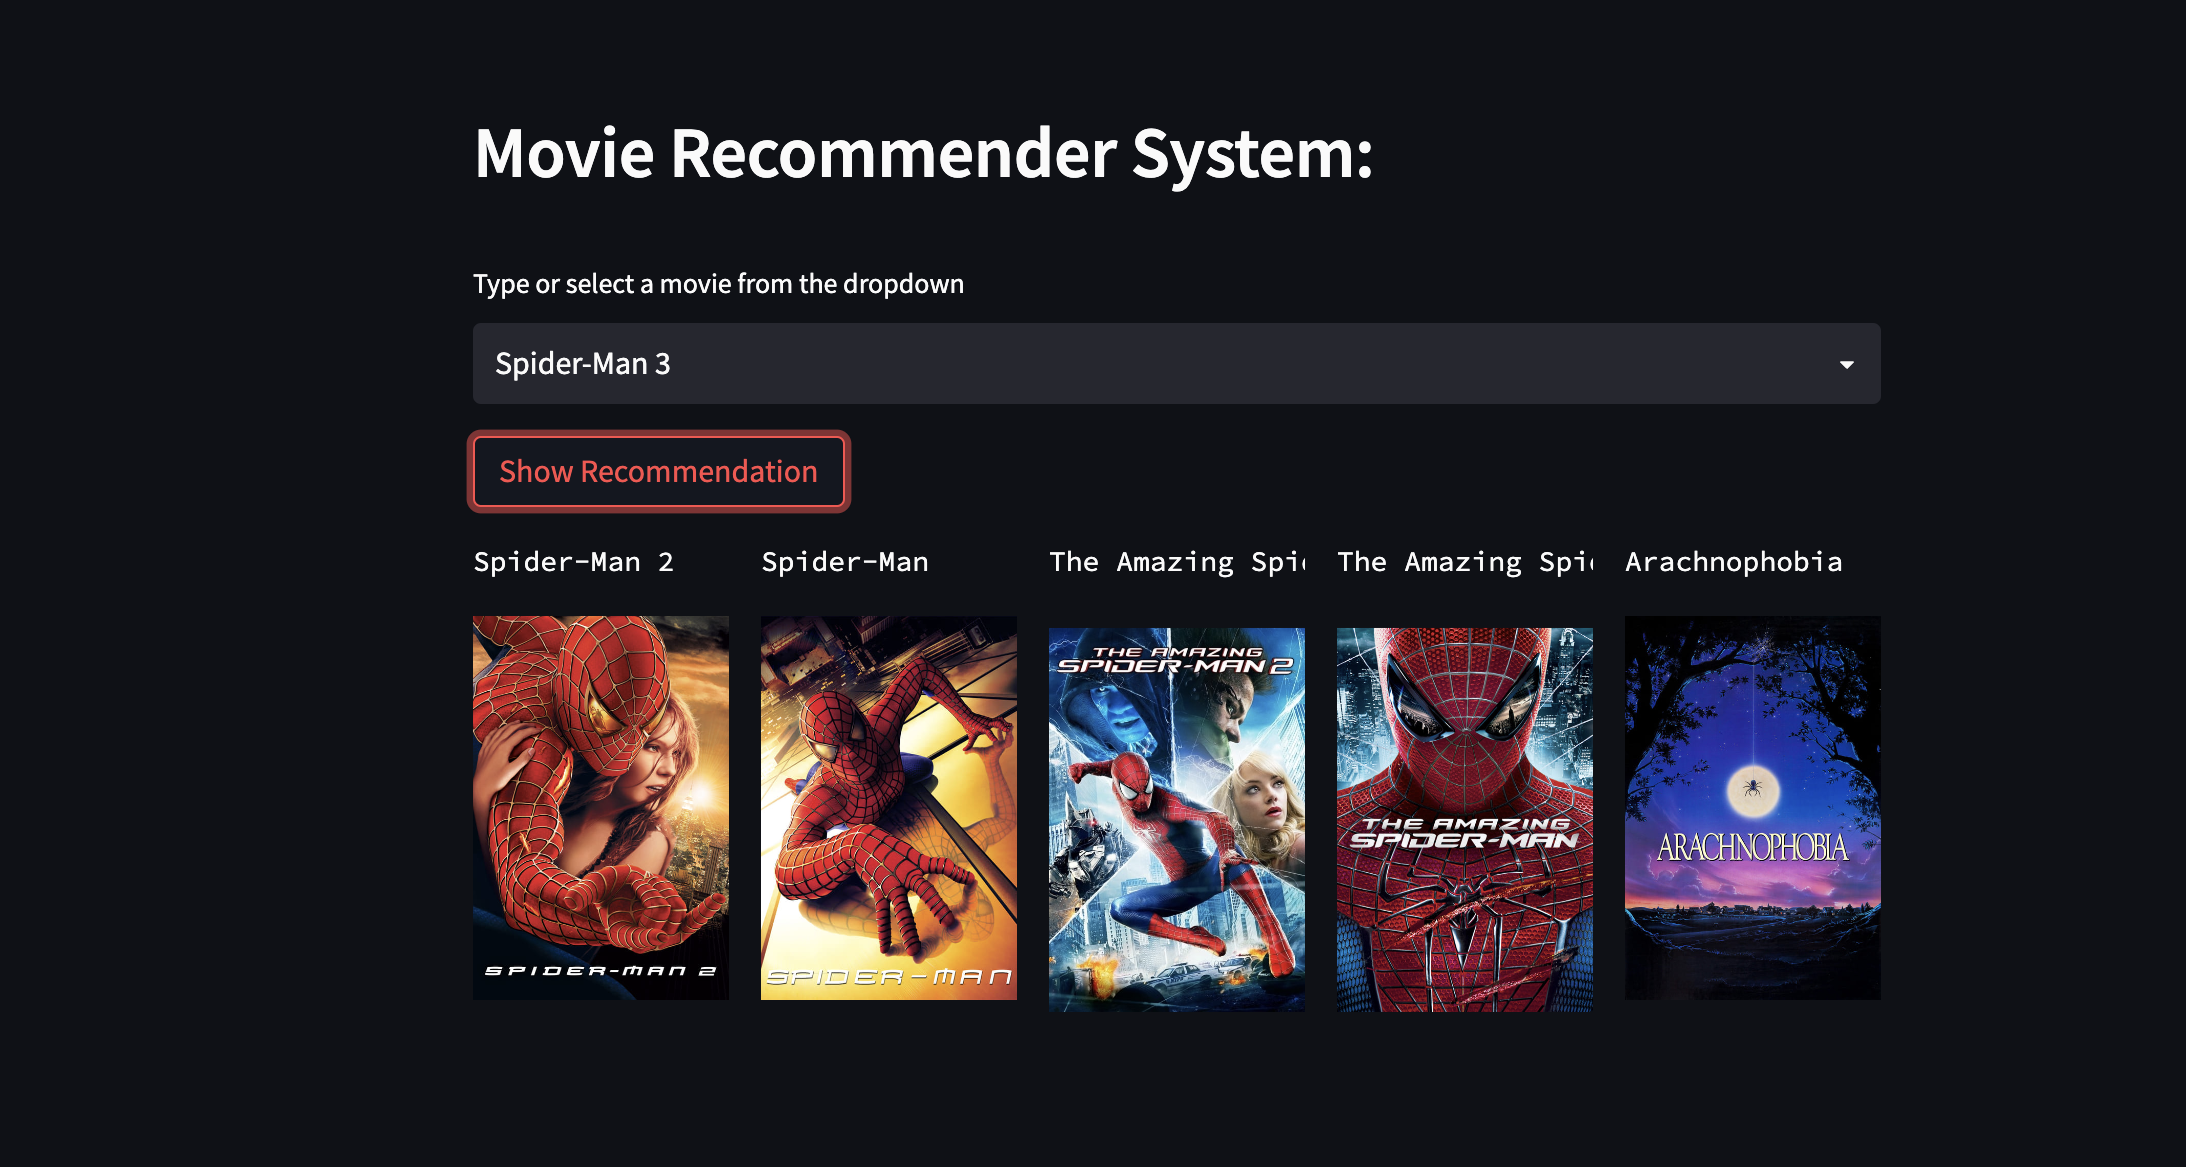 Movie Recommender System:
Type or select a movie from the dropdown
Spider-Man 3
Show Recommendation
Spider-Man 2
Spider-Man
The Amazing Spi
The Amazing Spi
Arachnophobia
SPIDER-MAN 2
SPIDER-MAN
THE AMAZING
SPIDER-MAN 2
THE AMAZING
SPIDER-MAN
ARACHNOPHOBIA